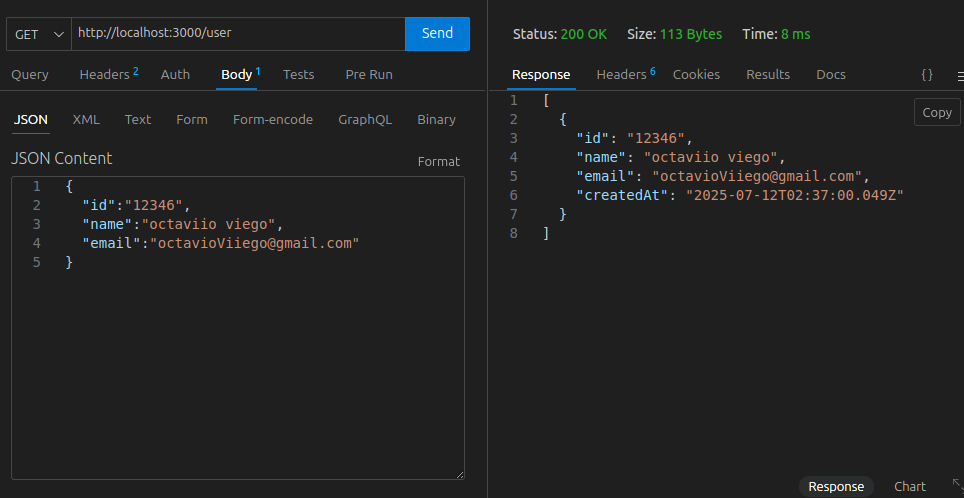 GET http://localhost:3000/user Send
Query Headers 2 Auth Body 1 Tests Pre Run
JSON XML Text Form Form-encode GraphQL Binary
JSON Content Format
1 {
2 "id":"12346",
3 "name":"octaviio viego",
4 "email":"octavioViiego@gmail.com"
5 }
Status: 200 OK Size: 113 Bytes Time: 8 ms
Response Headers 6 Cookies Results Docs {}
Copy
1 [
2 {
3 "id": "12346",
4 "name": "octaviio viego",
5 "email": "octavioViiego@gmail.com",
6 "createdAt": "2025-07-12T02:37:00.049Z"
7 }
8 ]
Response Chart